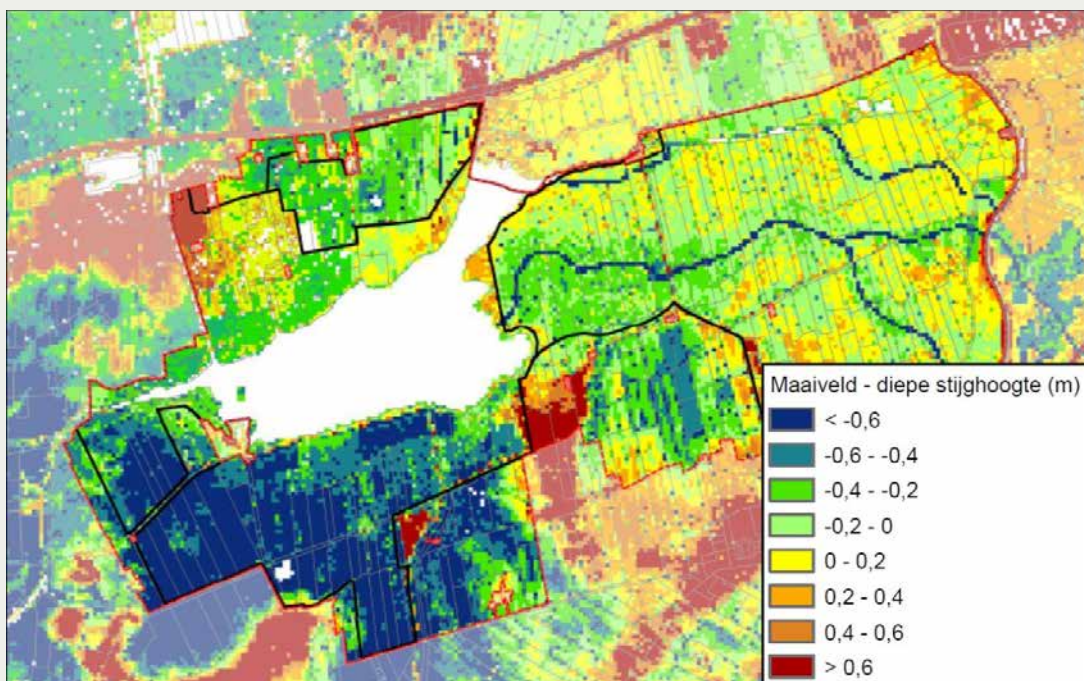 Maaiveld - diepe stijghoogte (m)
< -0,6
-0,6 - -0,4
-0,4 - -0,2
-0,2 - 0
0 - 0,2
0,2 - 0,4
0,4 - 0,6
> 0,6